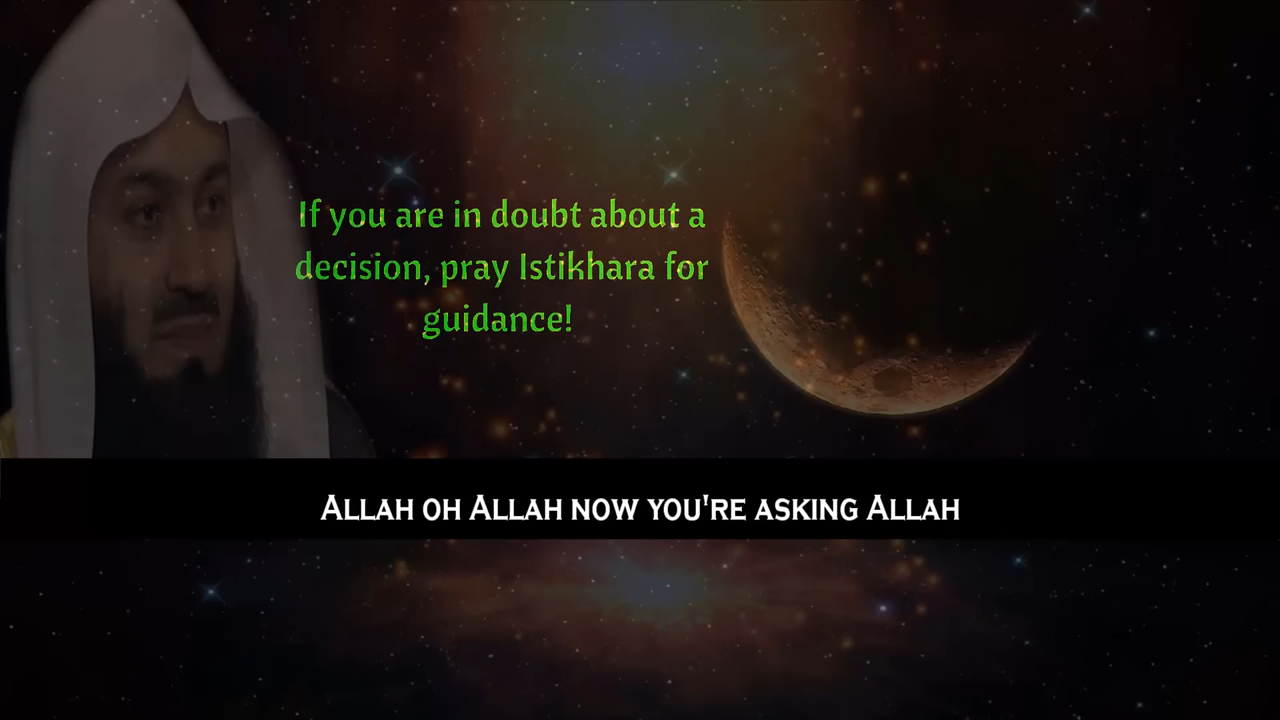 If you are in doubt about a
decision, pray Istikhara for
guidance!
Allah oh Allah now you're asking Allah